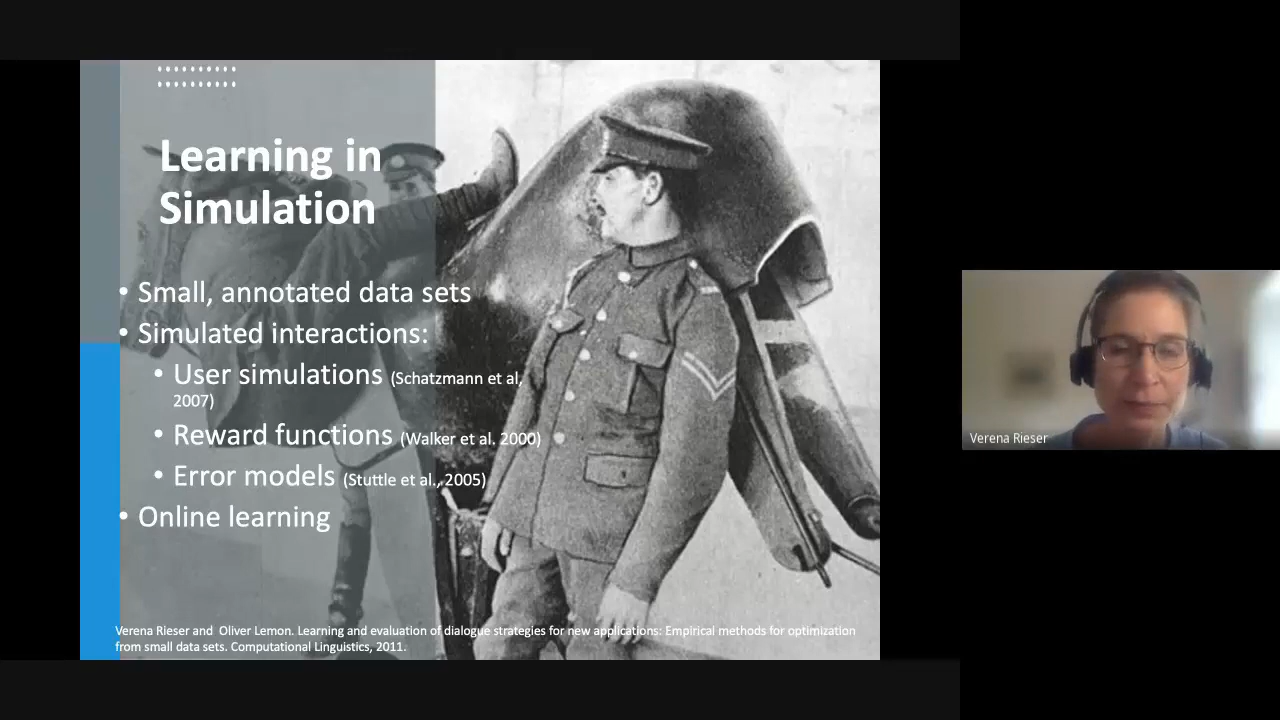 Learning in
Simulation
• Small, annotated data sets
• Simulated interactions:
• User simulations (Schatzmann et al,
2007)
• Reward functions (Walker et al. 2000)
• Error models (Stuttle et al., 2005)
• Online learning
Verena Rieser and Oliver Lemon. Learning and evaluation of dialogue strategies for new applications: Empirical methods for optimization
from small data sets. Computational Linguistics, 2011.
Verena Rieser